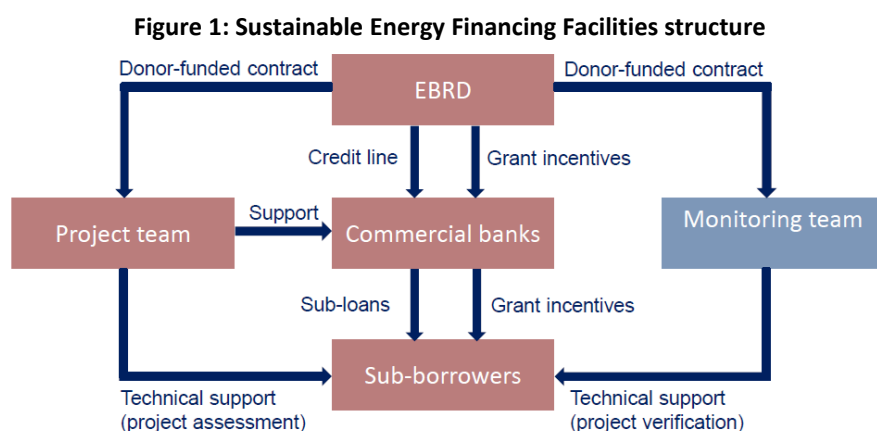 Figure 1: Sustainable Energy Financing Facilities structure
Donor-funded contract
EBRD
Donor-funded contract
Credit line
Grant incentives
Project team
Support
Commercial banks
Monitoring team
Sub-loans
Grant incentives
Sub-borrowers
Technical support
(project assessment)
Technical support
(project verification)